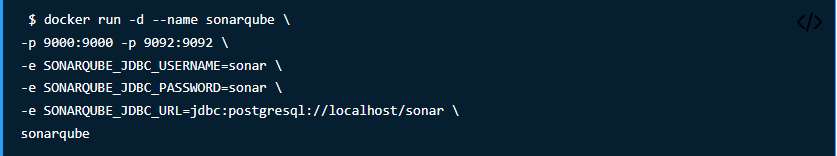 $ docker run -d --name sonarqube \
-p 9000:9000 -p 9092:9092 \
-e SONARQUBE_JDBC_USERNAME=sonar \
-e SONARQUBE_JDBC_PASSWORD=sonar \
-e SONARQUBE_JDBC_URL=jdbc:postgresql://localhost/sonar \
sonarqube